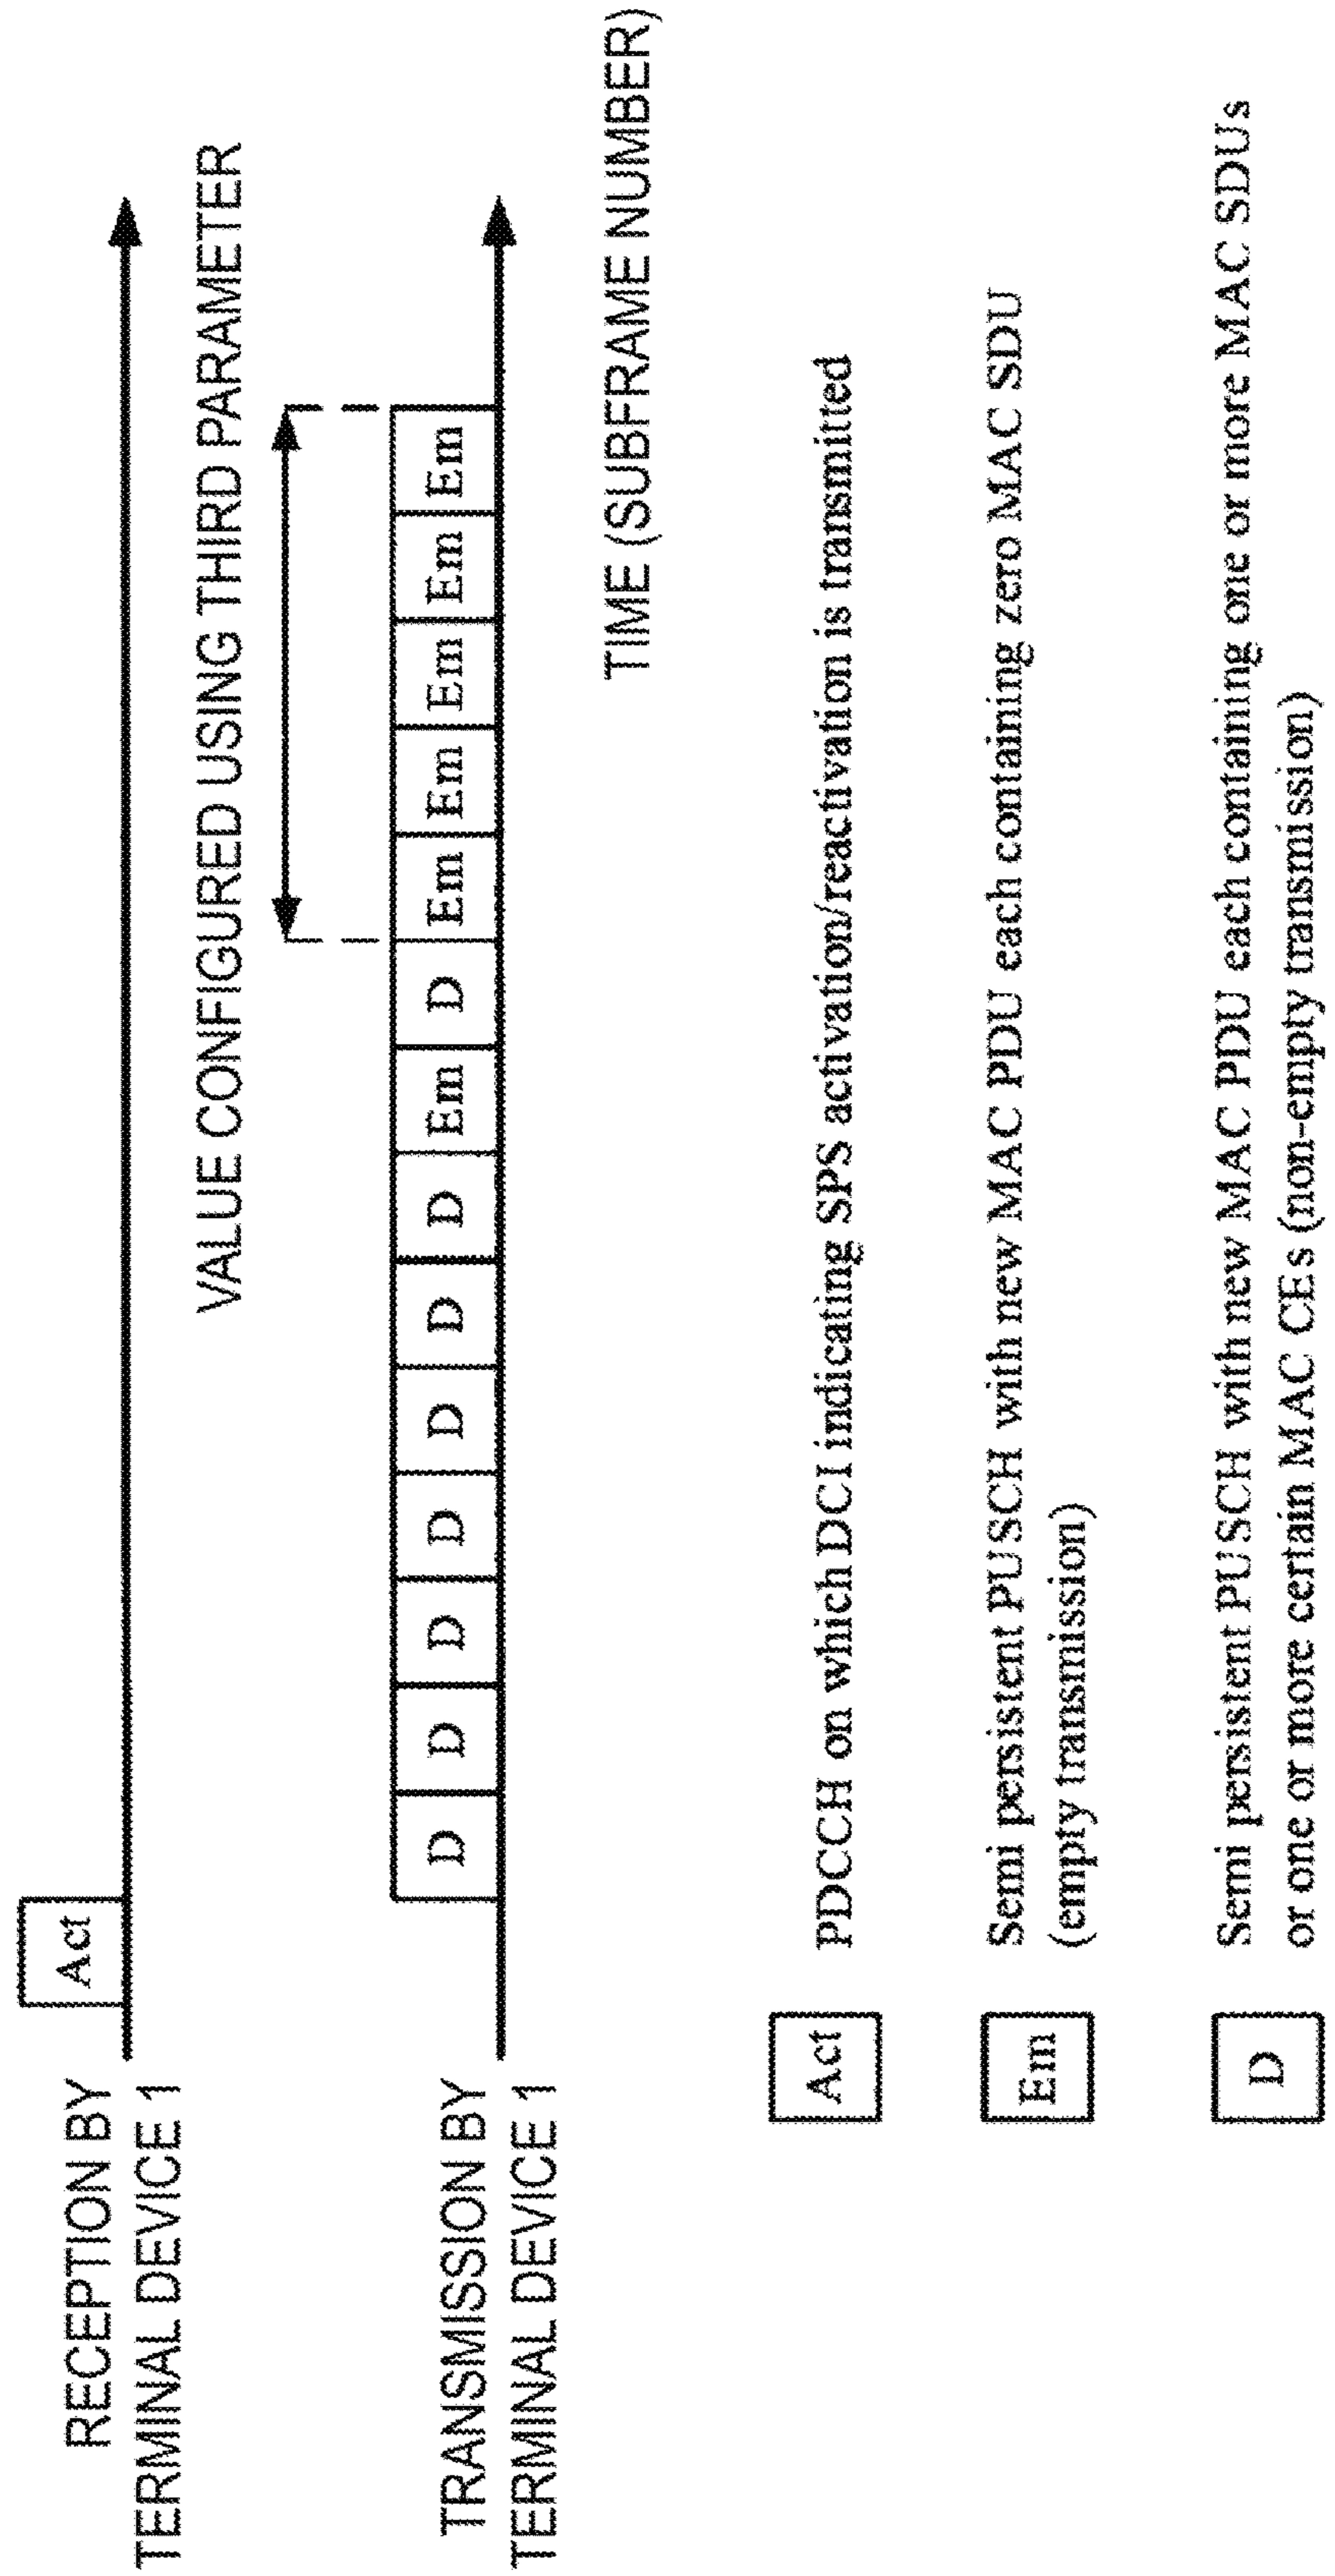 Act
RECEPTION BY
TERMINAL DEVICE 1
VALUE CONFIGURED USING THIRD PARAMETER
TRANSMISSION BY
TERMINAL DEVICE 1
D D D D D D D Em D Em Em Em Em Em
TIME (SUBFRAME NUMBER)
Act PDCCH on which DCI indicating SPS activation/reactivation is transmitted
Em Semi persistent PUSCH with new MAC PDU each containing zero MAC SDU
(empty transmission)
D Semi persistent PUSCH with new MAC PDU each containing one or more MAC SDUs
or one or more certain MAC CEs (non-empty transmission)